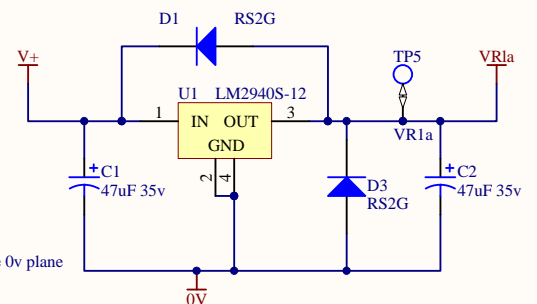 D1 RS2G
V+
TP5
VR1a
U1 LM2940S-12
1 IN OUT 3
GND
VR1a
2 4
C1
47uF 35v
D3
RS2G
C2
47uF 35v
0v plane
0V